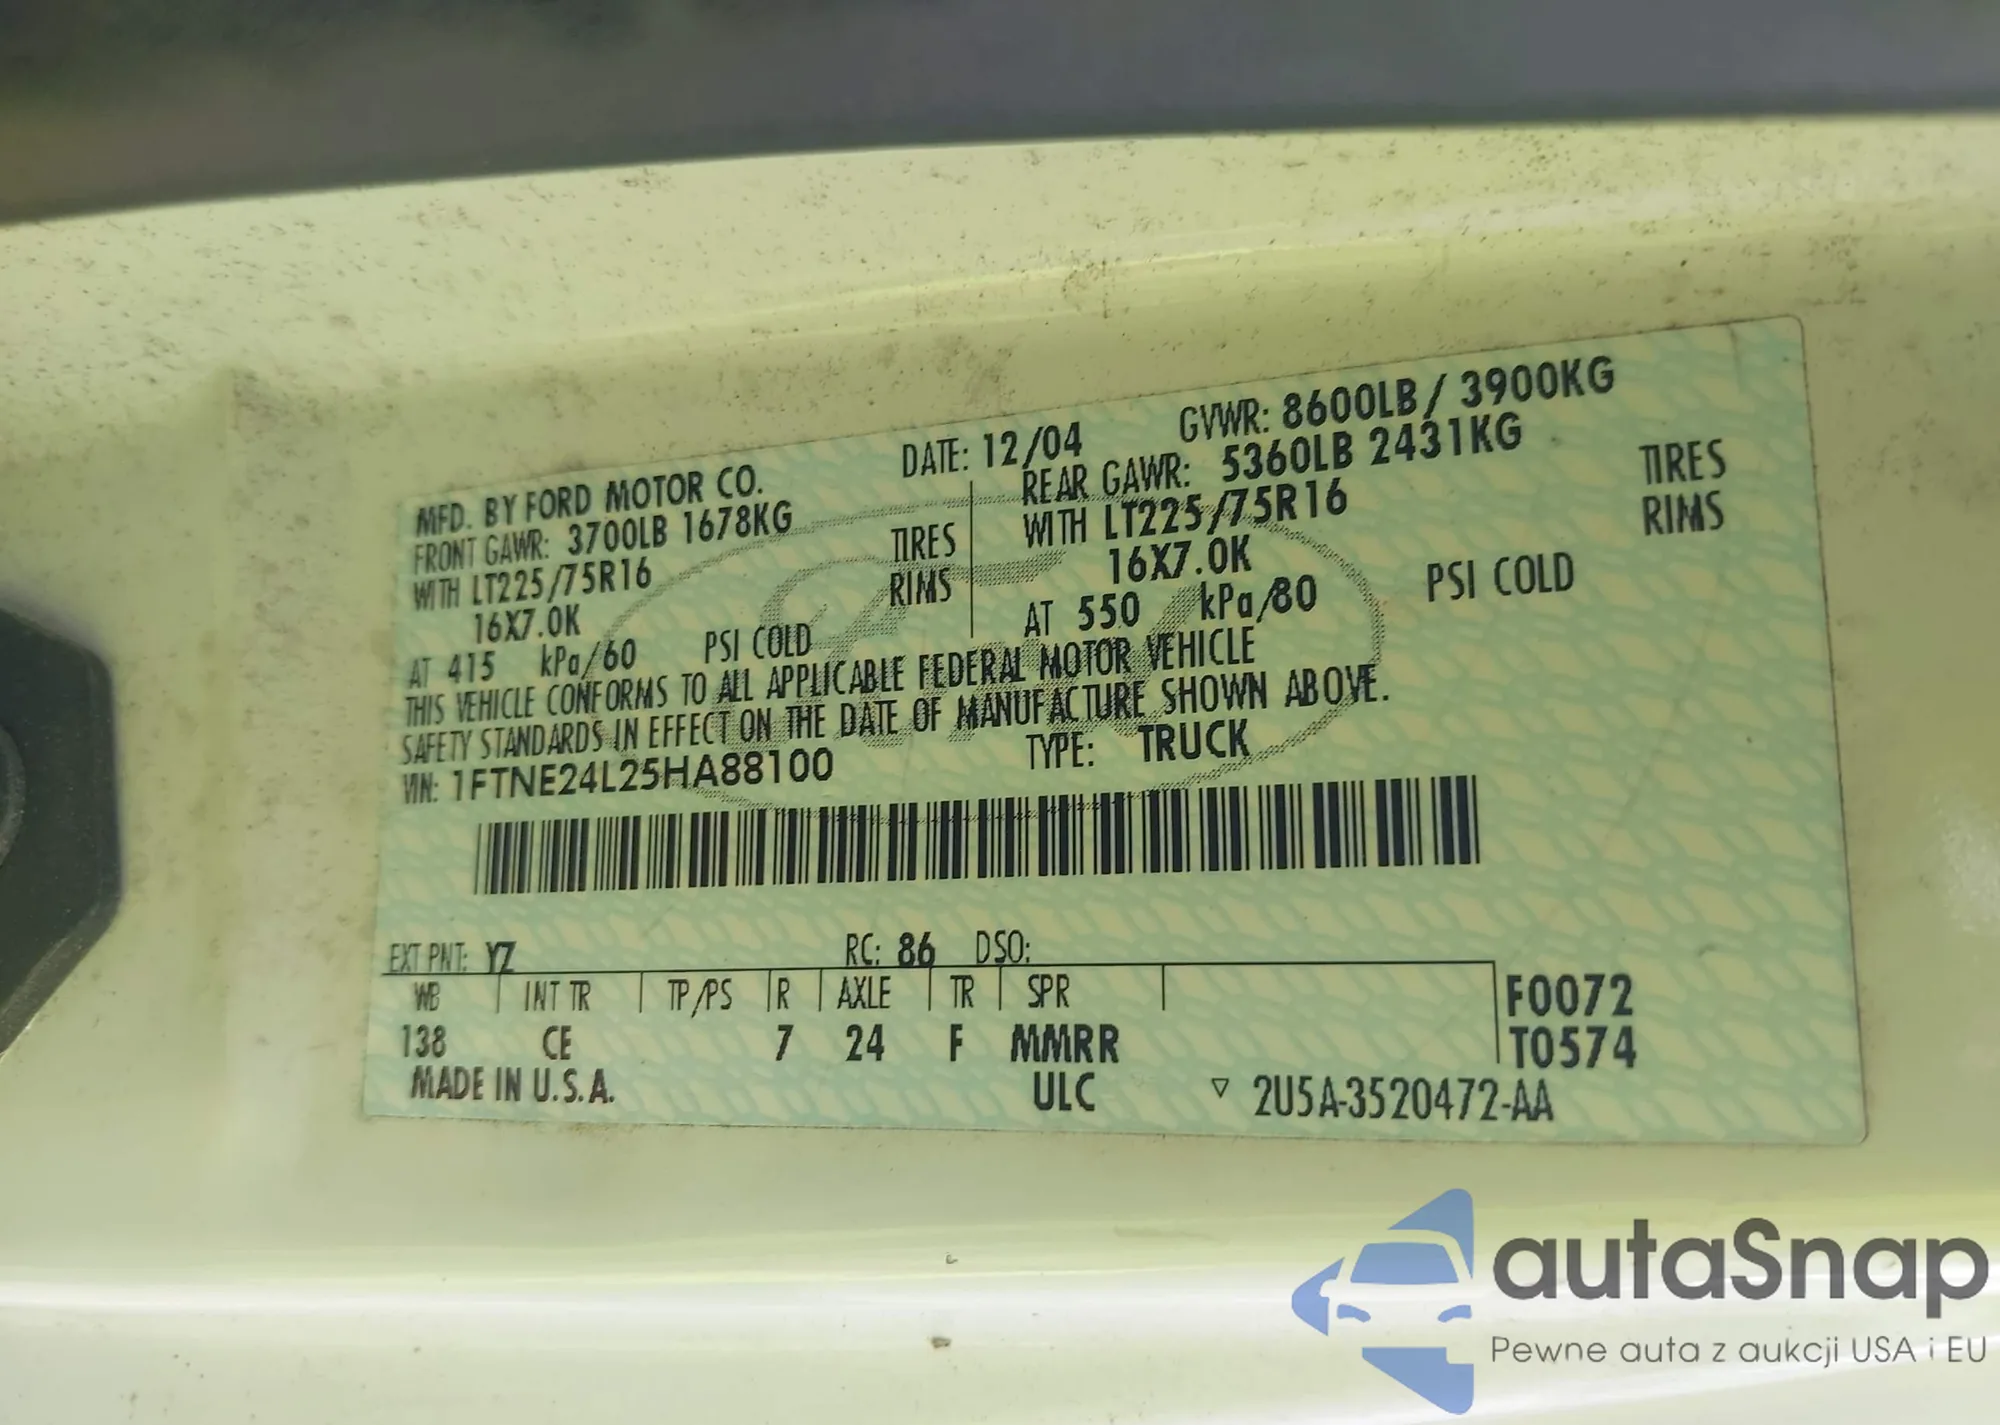 MFD. BY FORD MOTOR CO. DATE: 12/04 GVWR: 8600LB / 3900KG
FRONT GAWR: 3700LB 1678KG REAR GAWR: 5360LB 2431KG
WITH LT225/75R16 TIRES WITH LT225/75R16 TIRES
16X7.0K RIMS 16X7.0K RIMS
AT 415 kPa/60 PSI COLD AT 550 kPa/80 PSI COLD
THIS VEHICLE CONFORMS TO ALL APPLICABLE FEDERAL MOTOR VEHICLE
SAFETY STANDARDS IN EFFECT ON THE DATE OF MANUFACTURE SHOWN ABOVE.
VIN: 1FTNE24L25HA88100 TYPE: TRUCK
EXT PNT: YZ RC: 86 DSO:
WB INT TR TP/PS R AXLE TR SPR F0072
138 CE 7 24 F MMRR T0574
MADE IN U.S.A. ULC ▽ 2U5A-3520472-AA
autaSnap
Pewne auta z aukcji USA i EU